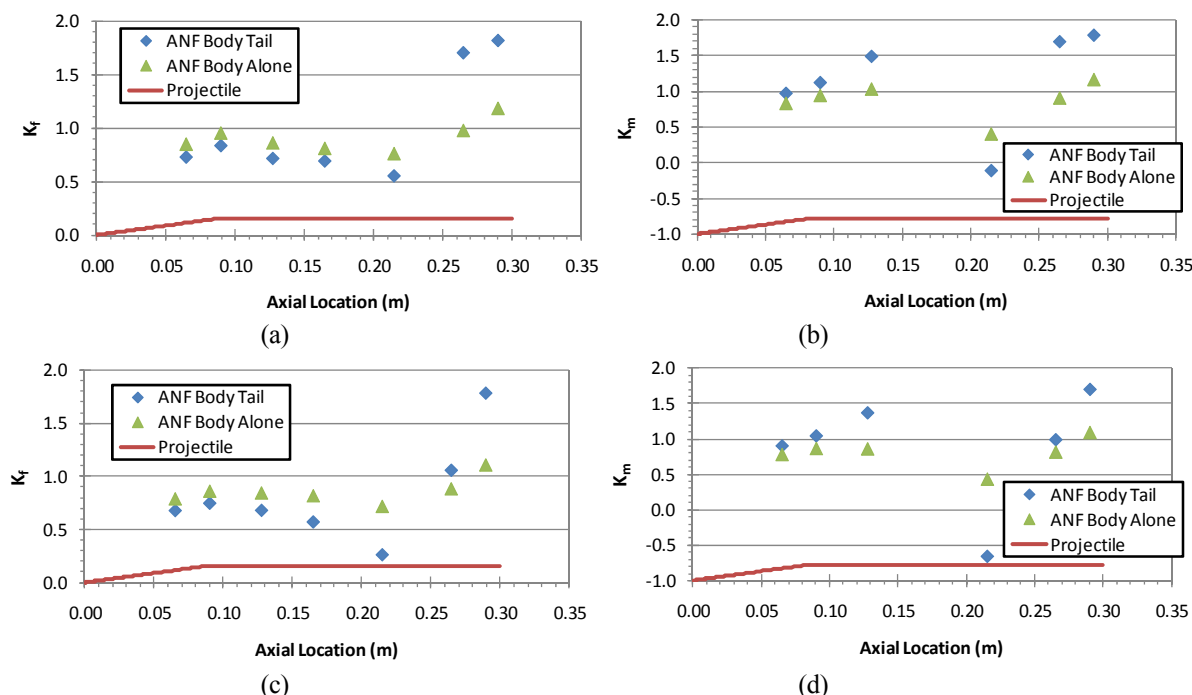 2.0
1.5
1.0
0.5
0.0
K_f
ANF Body Tail
ANF Body Alone
Projectile
0.00 0.05 0.10 0.15 0.20 0.25 0.30 0.35
Axial Location (m)
(a)
2.0
1.5
1.0
0.5
0.0
-0.5
-1.0
K_m
ANF Body Tail
ANF Body Alone
Projectile
0.00 0.05 0.10 0.15 0.20 0.25 0.30 0.35
Axial Location (m)
(b)
2.0
1.5
1.0
0.5
0.0
K_f
ANF Body Tail
ANF Body Alone
Projectile
0.00 0.05 0.10 0.15 0.20 0.25 0.30 0.35
Axial Location (m)
(c)
2.0
1.5
1.0
0.5
0.0
-0.5
-1.0
K_m
ANF Body Tail
ANF Body Alone
Projectile
0.00 0.05 0.10 0.15 0.20 0.25 0.30 0.35
Axial Location (m)
(d)